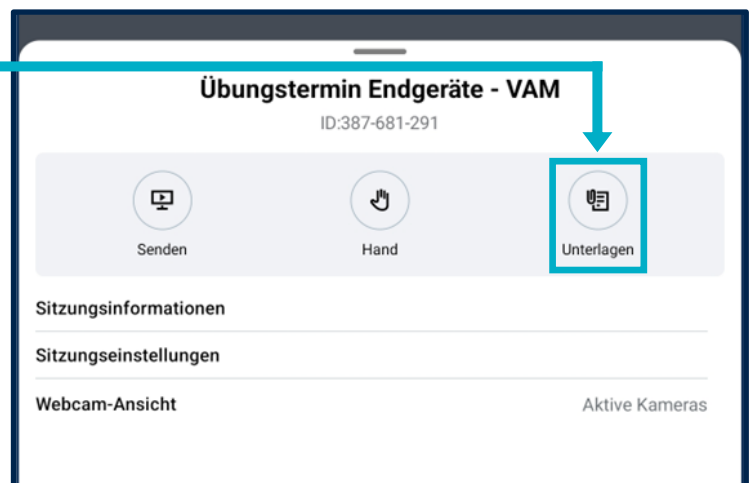 Übungstermin Endgeräte - VAM
ID:387-681-291
Senden Hand Unterlagen
Sitzungsinformationen
Sitzungseinstellungen
Webcam-Ansicht Aktive Kameras